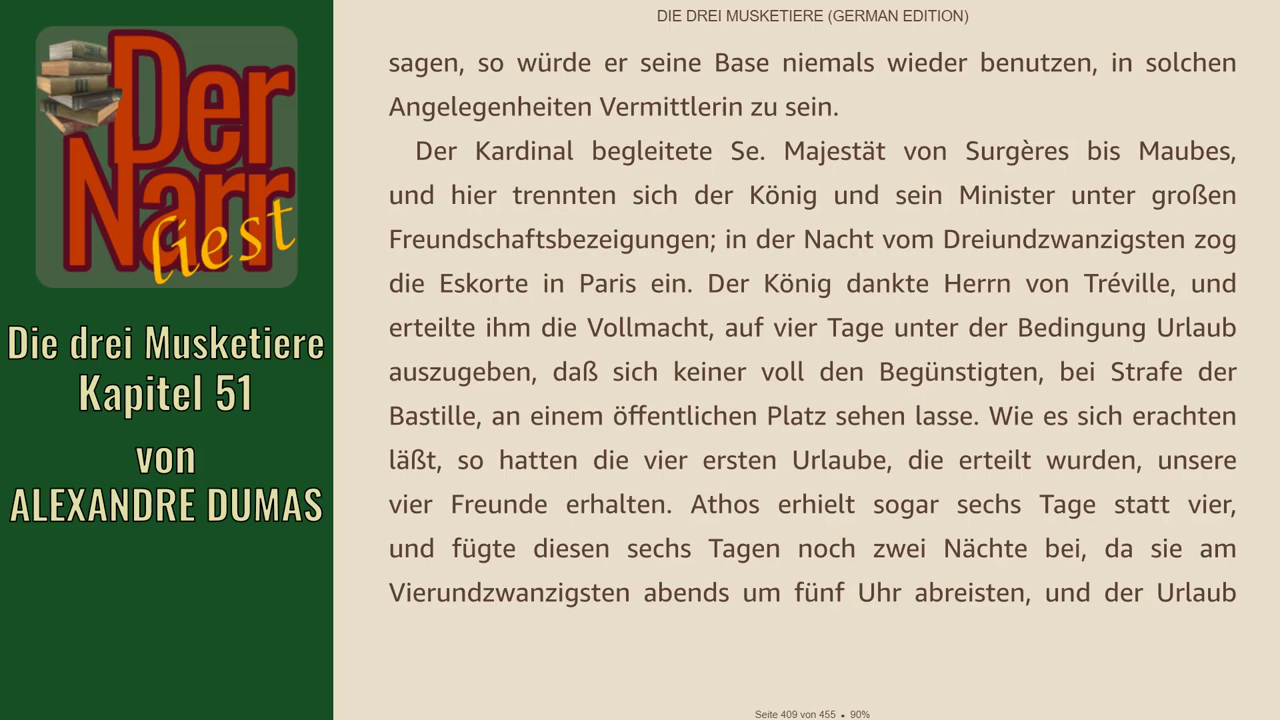 Der
Narr
liest
Die drei Musketiere
Kapitel 51
von
ALEXANDRE DUMAS
DIE DREI MUSKETIERE (GERMAN EDITION)
sagen, so würde er seine Base niemals wieder benutzen, in solchen
Angelegenheiten Vermittlerin zu sein.
Der Kardinal begleitete Se. Majestät von Surgères bis Maubes,
und hier trennten sich der König und sein Minister unter großen
Freundschaftsbezeigungen; in der Nacht vom Dreiundzwanzigsten zog
die Eskorte in Paris ein. Der König dankte Herrn von Tréville, und
erteilte ihm die Vollmacht, auf vier Tage unter der Bedingung Urlaub
auszugeben, daß sich keiner voll den Begünstigten, bei Strafe der
Bastille, an einem öffentlichen Platz sehen lasse. Wie es sich erachten
läßt, so hatten die vier ersten Urlaube, die erteilt wurden, unsere
vier Freunde erhalten. Athos erhielt sogar sechs Tage statt vier,
und fügte diesen sechs Tagen noch zwei Nächte bei, da sie am
Vierundzwanzigsten abends um fünf Uhr abreisten, und der Urlaub
Seite 409 von 455 • 90%